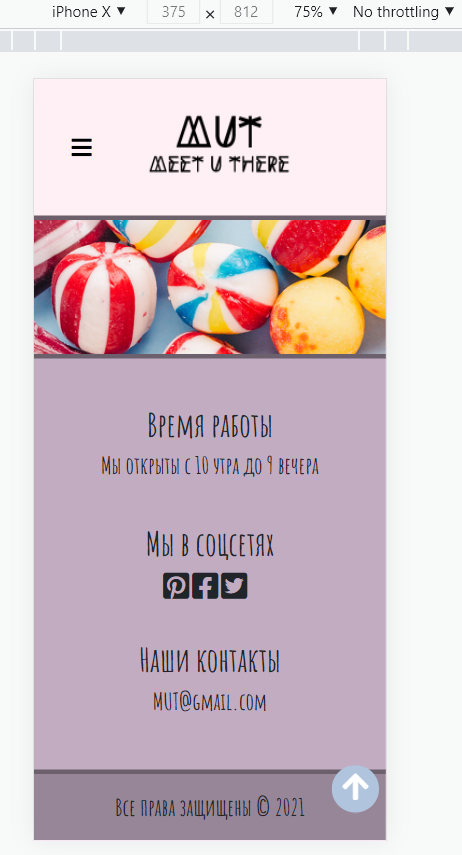 iPhone X ▼ 375 × 812 75% ▼ No throttling ▼
MUT
MEET U THERE
Время работы
Мы открыты с 10 утра до 9 вечера
Мы в соцсетях
Наши контакты
MUT@gmail.com
Все права защищены © 2021